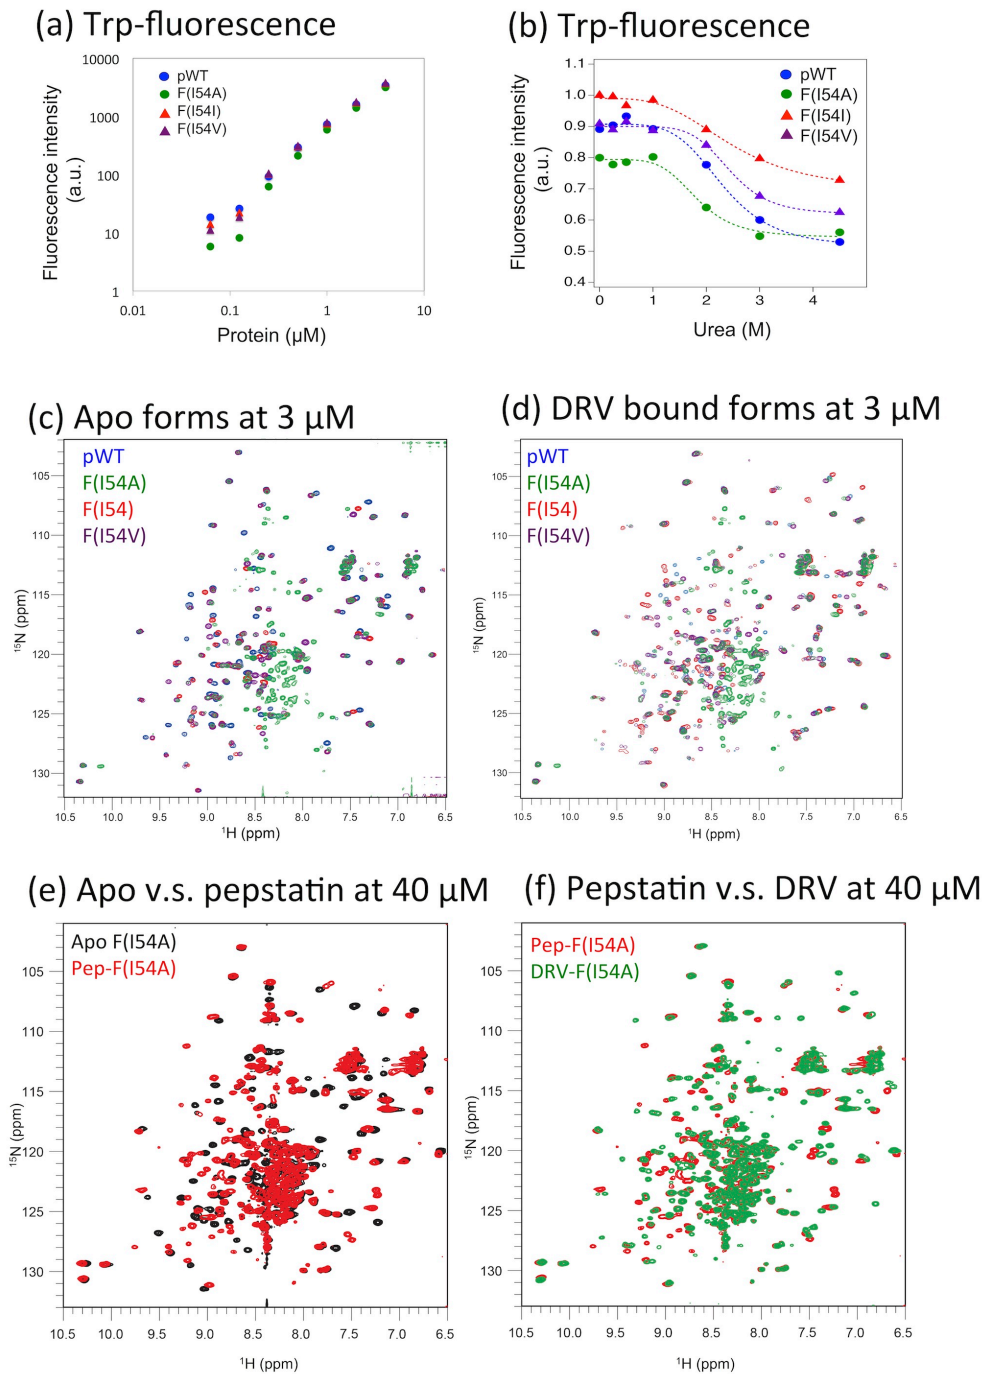 (a) Trp-fluorescence
10000
1000
100
10
1
0.01
0.1
1
10
Fluorescence intensity
(a.u.)
Protein (µM)
pWT
F(I54A)
F(I54I)
F(I54V)
(b) Trp-fluorescence
1.1
1.0
0.9
0.8
0.7
0.6
0.5
0.4
0
1
2
3
4
Fluorescence intensity
(a.u.)
Urea (M)
pWT
F(I54A)
F(I54I)
F(I54V)
(c) Apo forms at 3 µM
pWT
F(I54A)
F(I54)
F(I54V)
105
110
115
120
125
130
15N (ppm)
10.5 10.0 9.5 9.0 8.5 8.0 7.5 7.0 6.5
1H (ppm)
(d) DRV bound forms at 3 µM
pWT
F(I54A)
F(I54)
F(I54V)
105
110
115
120
125
130
15N (ppm)
10.5 10.0 9.5 9.0 8.5 8.0 7.5 7.0 6.5
1H (ppm)
(e) Apo v.s. pepstatin at 40 µM
Apo F(I54A)
Pep-F(I54A)
105
110
115
120
125
130
15N (ppm)
10.5 10.0 9.5 9.0 8.5 8.0 7.5 7.0 6.5
1H (ppm)
(f) Pepstatin v.s. DRV at 40 µM
Pep-F(I54A)
DRV-F(I54A)
105
110
115
120
125
130
15N (ppm)
10.5 10.0 9.5 9.0 8.5 8.0 7.5 7.0 6.5
1H (ppm)